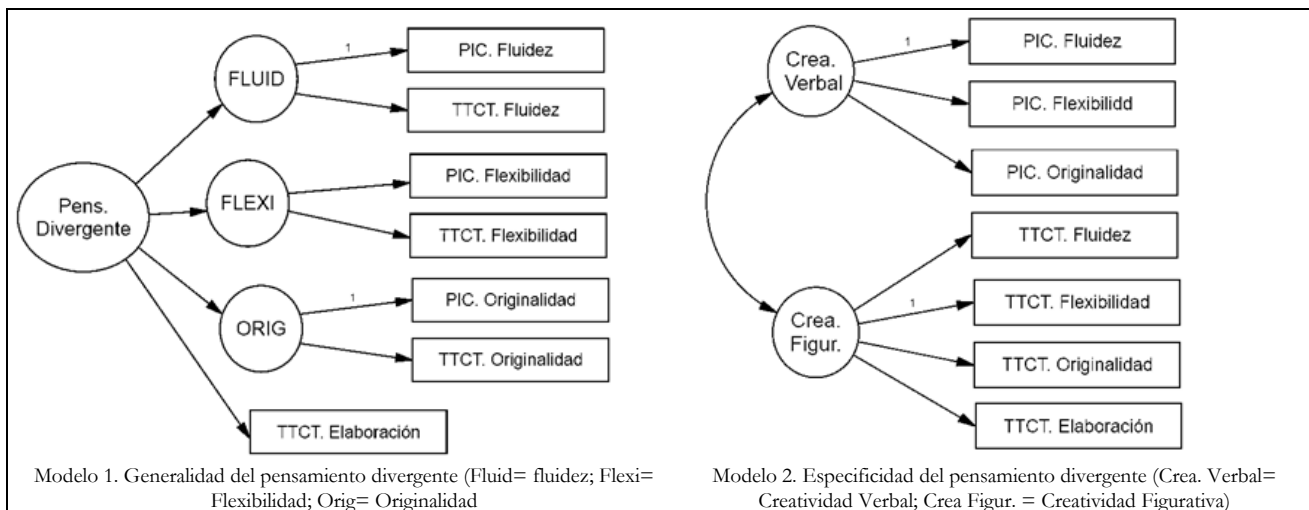 1
PIC. Fluidez
FLUID
TTCT. Fluidez
PIC. Flexibilidad
Pens.
Divergente
FLEXI
TTCT. Flexibilidad
1
PIC. Originalidad
ORIG
TTCT. Originalidad
TTCT. Elaboración
Modelo 1. Generalidad del pensamiento divergente (Fluid= fluidez; Flexi=
Flexibilidad; Orig= Originalidad
1
PIC. Fluidez
Crea.
Verbal
PIC. Flexibilidd
PIC. Originalidad
TTCT. Fluidez
1
TTCT. Flexibilidad
Crea.
Figur.
TTCT. Originalidad
TTCT. Elaboración
Modelo 2. Especificidad del pensamiento divergente (Crea. Verbal=
Creatividad Verbal; Crea Figur. = Creatividad Figurativa)